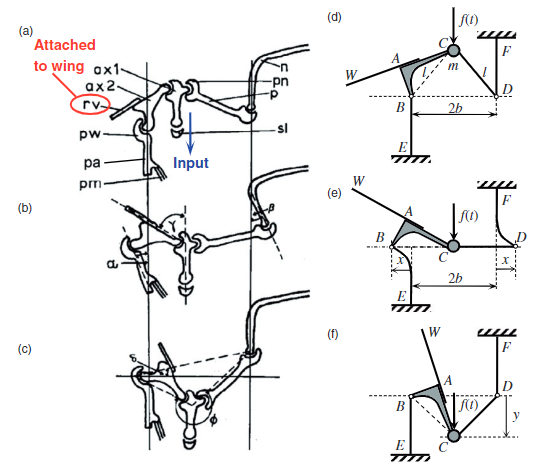 (a)
Attached
to wing)
ax1
ax2
rv
pw
pa
pm
n
pn
p
sl
Input
(b)
γ
β
α
(c)
δ
ϕ
(d)
f(t)
C
A
W
l
m
l
F
B
2b
D
E
(e)
W
A
f(t)
F
B
C
D
x
2b
x
E
(f)
W
A
f(t)
F
B
D
y
E
C